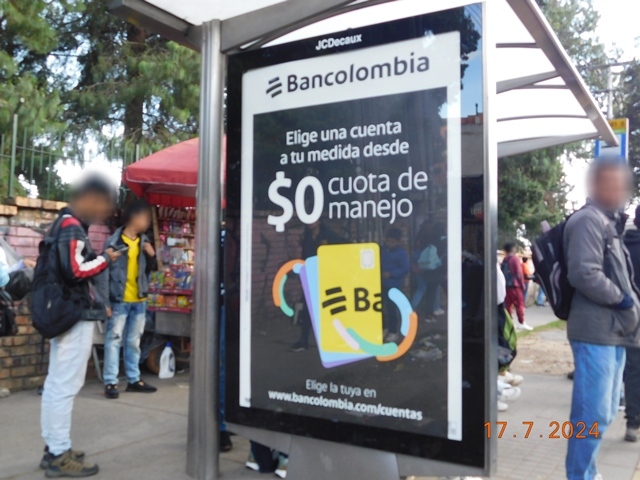 JCDecaux
Bancolombia
Elige una cuenta
a tu medida desde
$0 cuota de
manejo
Ba
Elige la tuya en
www.bancolombia.com/cuentas
17.7.2024